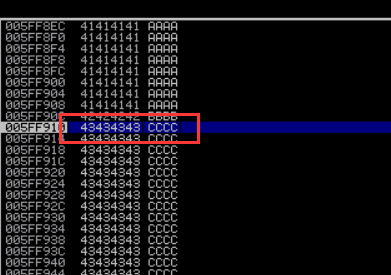 005FF8EC 41414141 AAAA
005FF8F0 41414141 AAAA
005FF8F4 41414141 AAAA
005FF8F8 41414141 AAAA
005FF8FC 41414141 AAAA
005FF900 41414141 AAAA
005FF904 41414141 AAAA
005FF908 41414141 AAAA
005FF90C 42424242 BBBB
005FF910 43434343 CCCC
005FF914 43434343 CCCC
005FF918 43434343 CCCC
005FF91C 43434343 CCCC
005FF920 43434343 CCCC
005FF924 43434343 CCCC
005FF928 43434343 CCCC
005FF92C 43434343 CCCC
005FF930 43434343 CCCC
005FF934 43434343 CCCC
005FF938 43434343 CCCC
005FF93C 43434343 CCCC
005FF940 43434343 CCCC
005FF944 43434343 CCCC